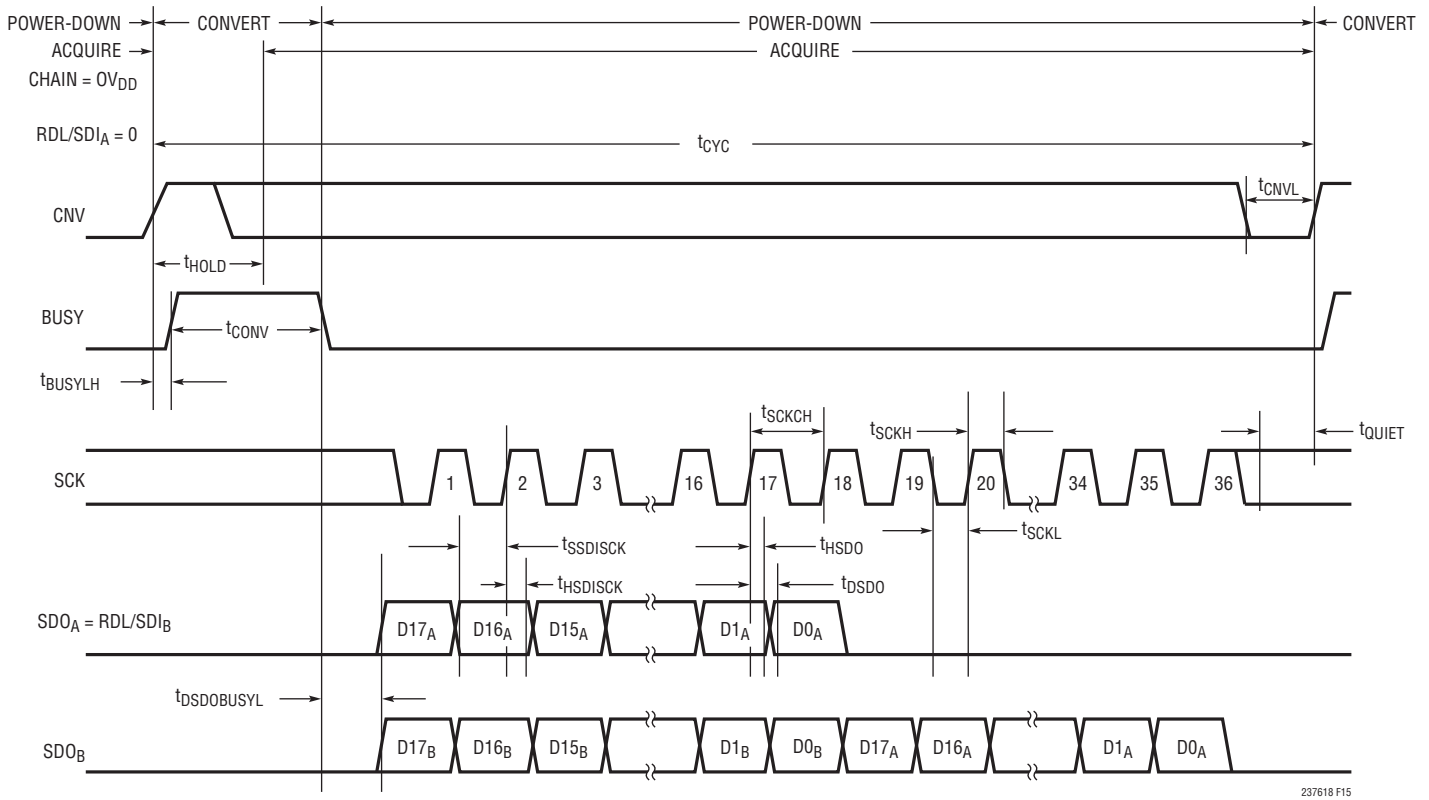 POWER-DOWN CONVERT POWER-DOWN CONVERT
ACQUIRE ACQUIRE
CHAIN = OVDD
RDL/SDIA = 0
tCYC
tCNVL
CNV
tHOLD
BUSY
tCONV
tBUSYLH
tSCKCH
tSCKH
tQUIET
SCK 1 2 3 16 17 18 19 20 34 35 36
tSSDISCK tHSDO tSCKL
tHSDISCK tDSDO
SDOA = RDL/SDIB D17A D16A D15A D1A D0A
tDSDOBUSYL
SDOB D17B D16B D15B D1B D0B D17A D16A D1A D0A
237618 F15